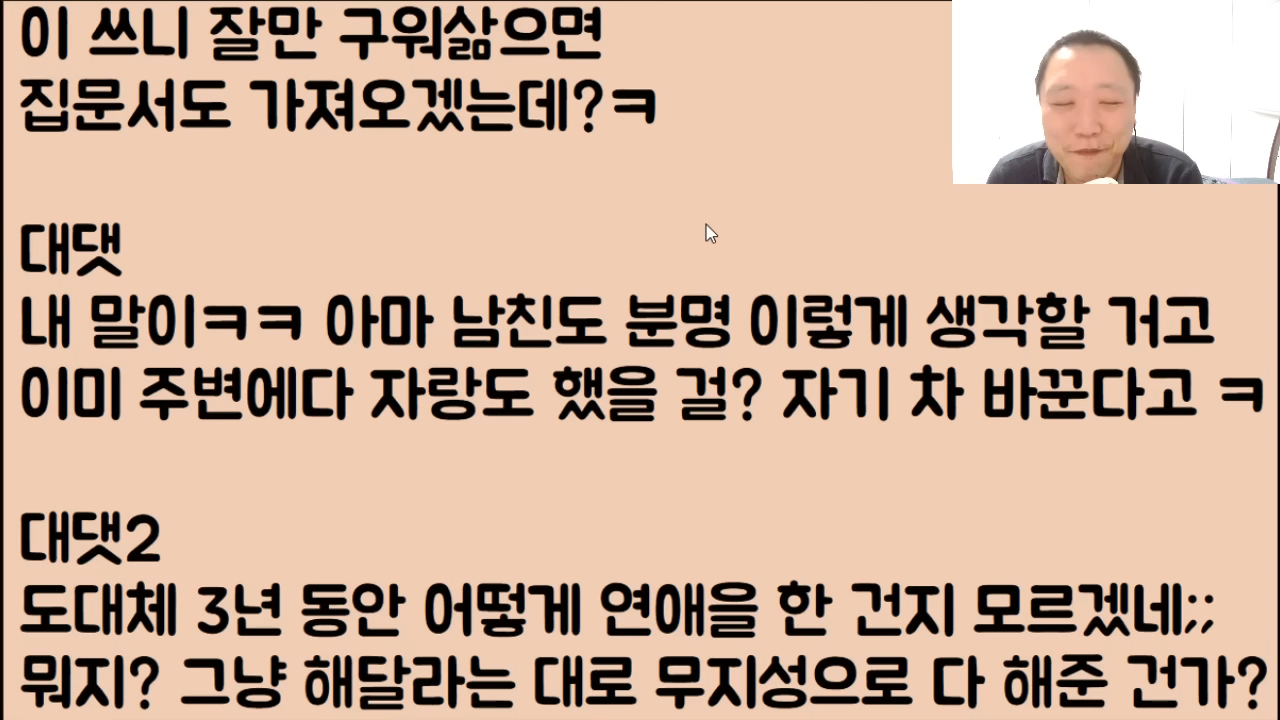 이 쓰니 잘만 구워삶으면
집문서도 가져오겠는데?ㅋ
대댓
내 말이ㅋㅋ 아마 남친도 분명 이렇게 생각할 거고
이미 주변에다 자랑도 했을 걸? 자기 차 바꾼다고 ㅋ
대댓2
도대체 3년 동안 어떻게 연애을 한 건지 모르겠네;;
뭐지? 그냥 해달라는 대로 무지성으로 다 해준 건가?